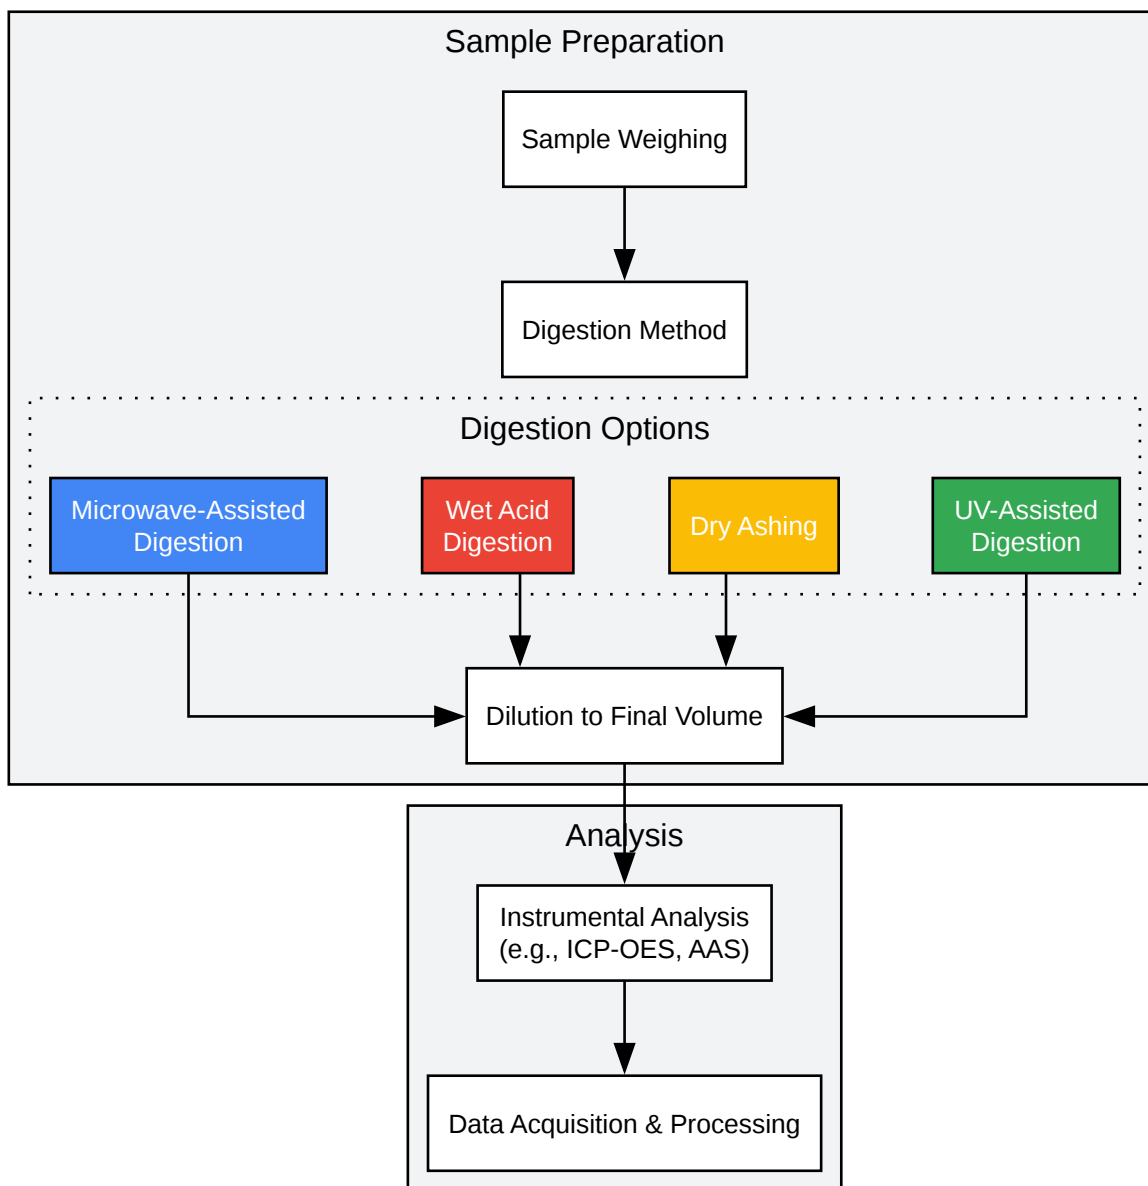 Sample Preparation
Sample Weighing
Digestion Method
Digestion Options
Microwave-Assisted
Digestion
Wet Acid
Digestion
Dry Ashing
UV-Assisted
Digestion
Dilution to Final Volume
Analysis
Instrumental Analysis
(e.g., ICP-OES, AAS)
Data Acquisition & Processing